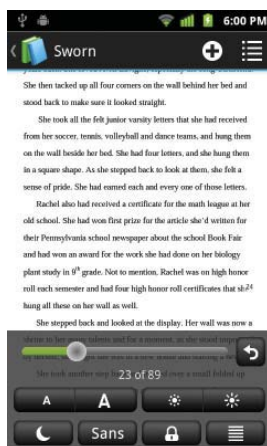 6:00 PM
Sworn
She then tacked up all four corners on the wall behind her bed and
stood back to make sure it looked straight.
She took all the felt junior varsity letters that she had received
from her soccer, tennis, volleyball and dance teams, and hung them
on the wall beside her bed. She had four letters, and she hung them
in a square shape. As she stepped back to look at them, she felt a
sense of pride. She had earned each and every one of those letters.
Rachel also had received a certificate for the math league at her
old school. She had won first prize for the article she'd written for
their Pennsylvania school newspaper about the school Book Fair
and had won an award for the work she had done on her biology
plant study in 9th grade. Not to mention, Rachel was on high honor
roll each semester and had four high honor roll certificates that sh24
hung all these on her wall as well.
She stepped back and looked at the display. Her wall was now a
23 of 89
A A
Sans